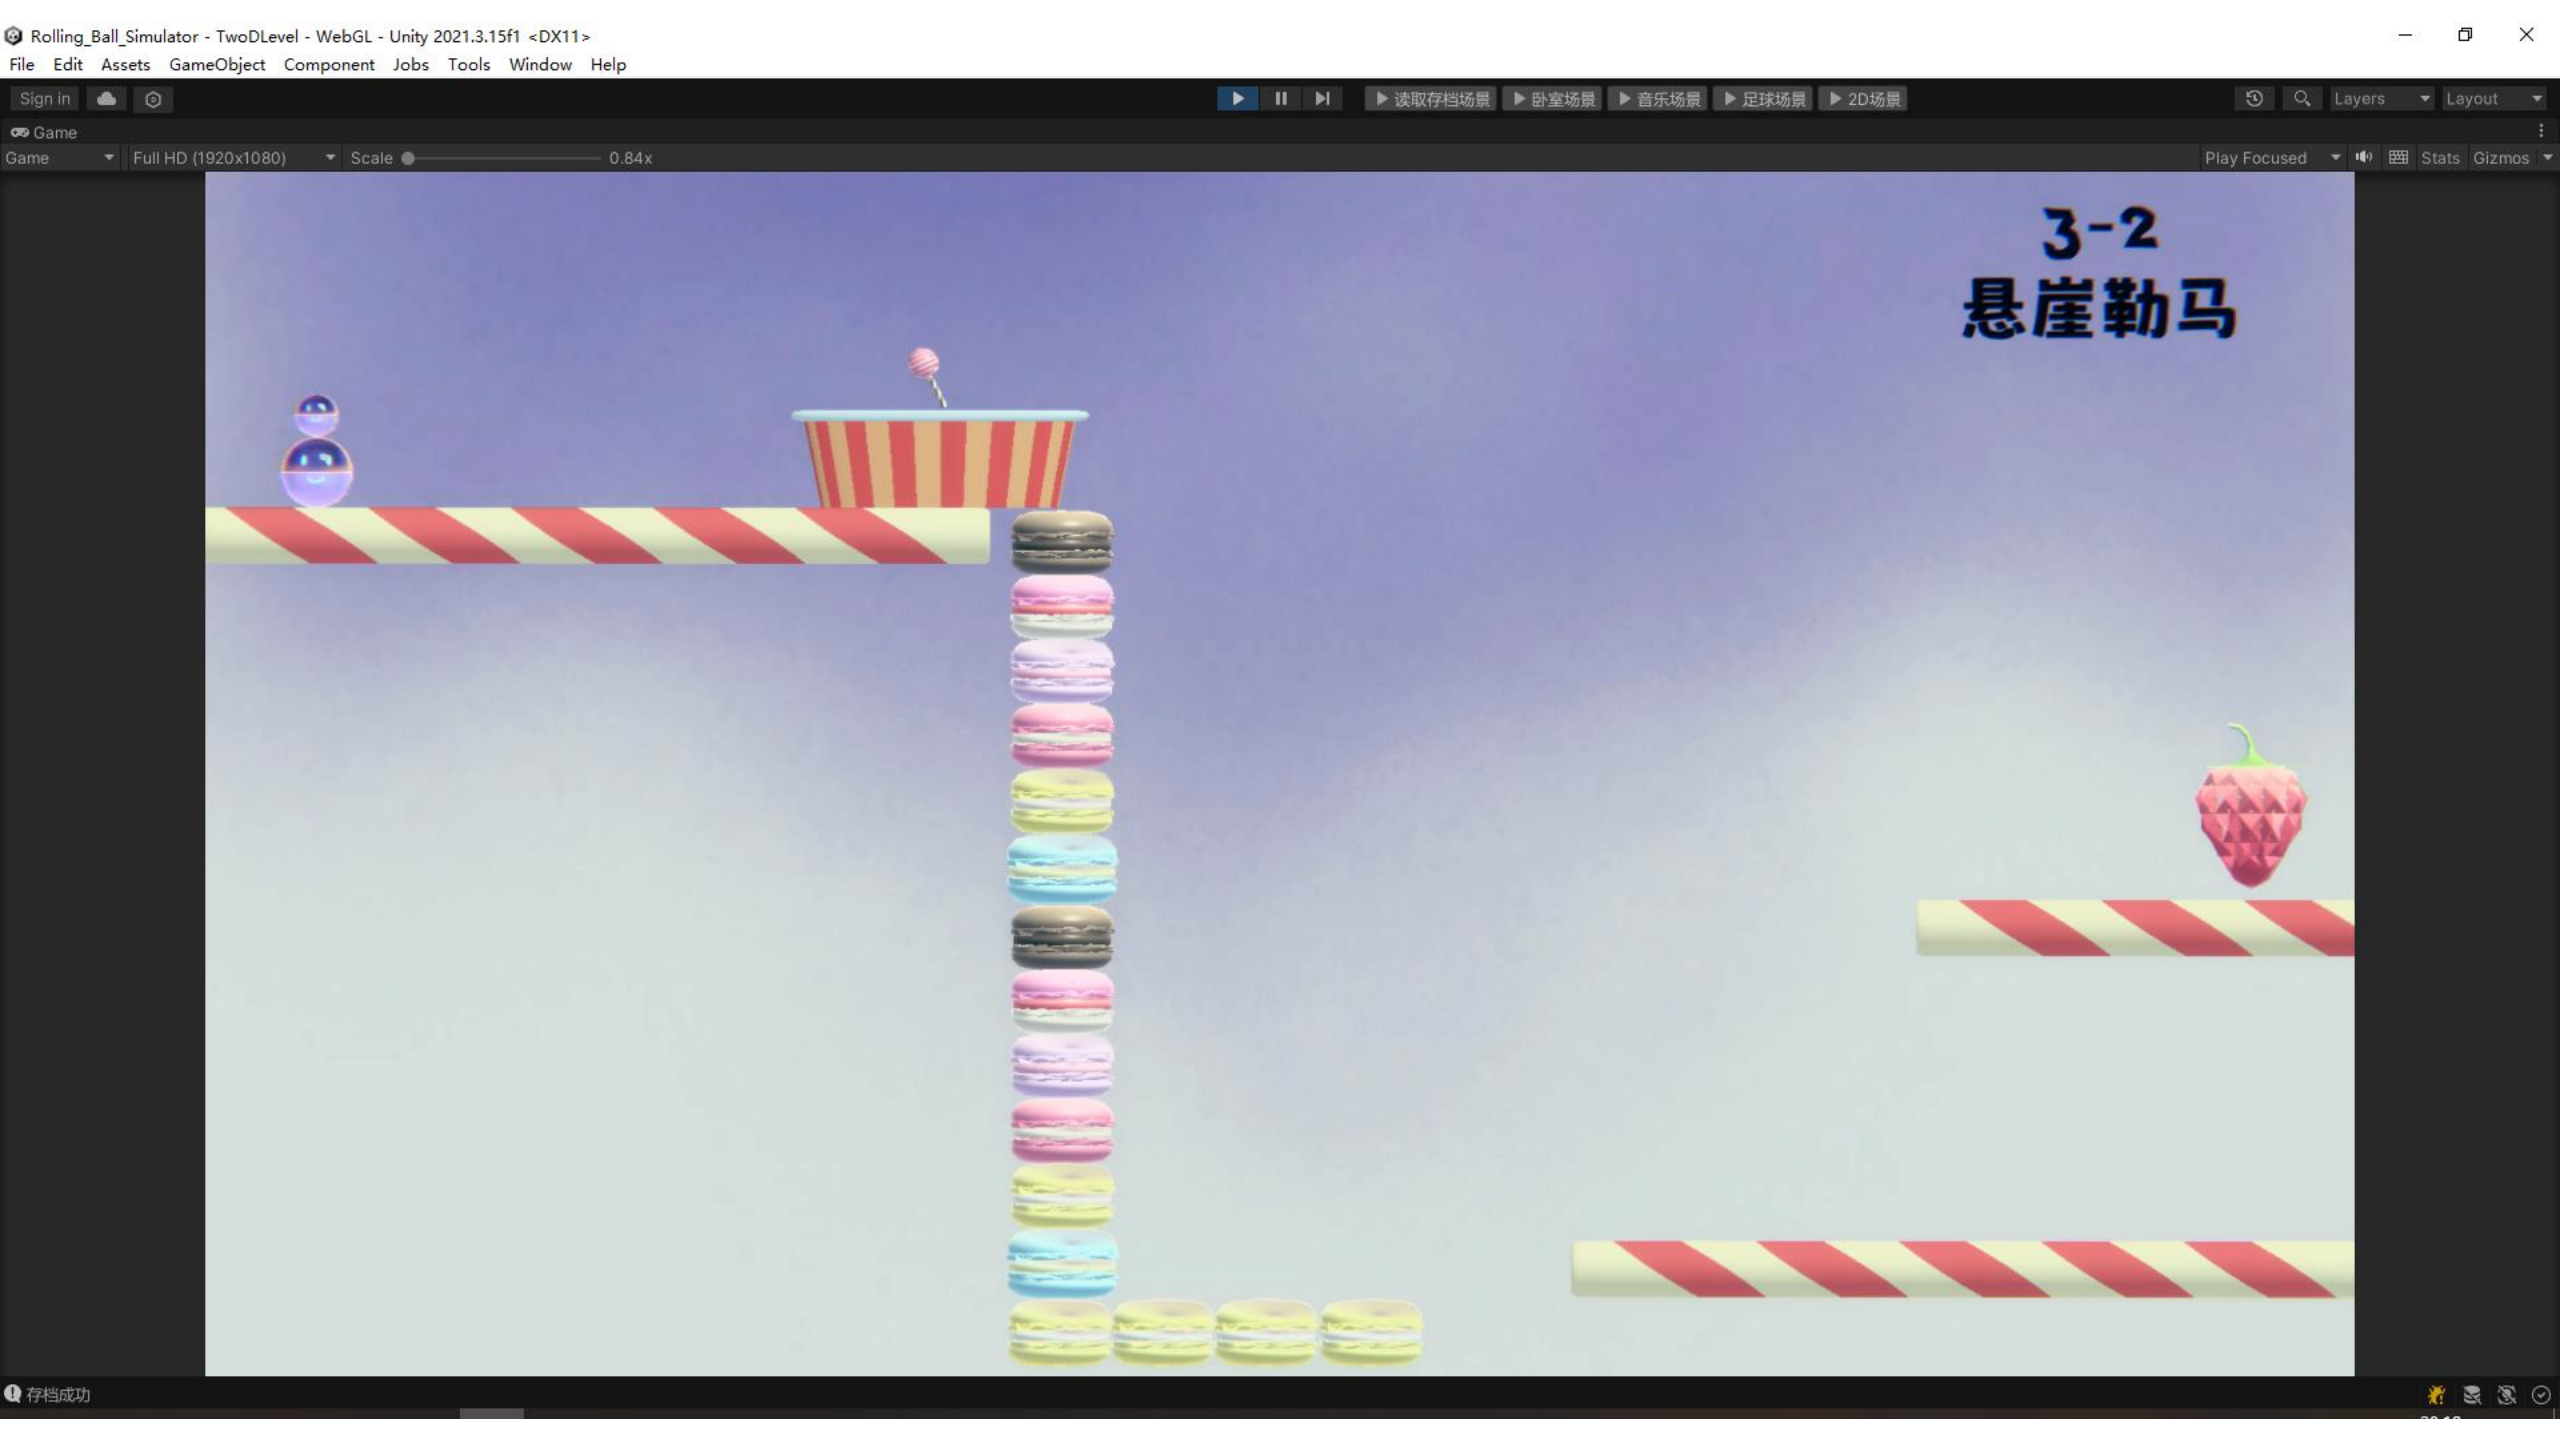 Rolling_Ball_Simulator - TwoDLevel - WebGL - Unity 2021.3.15f1 <DX11>
File Edit Assets GameObject Component Jobs Tools Window Help
Sign in 读取存档场景 卧室场景 音乐场景 足球场景 2D场景 Layers Layout
Game
Game Full HD (1920x1080) Scale 0.84x Play Focused Stats Gizmos
3-2
悬崖勒马
存档成功